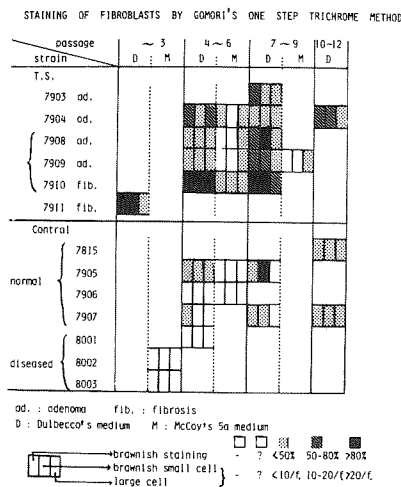 STAINING OF FIBROBLASTS BY GOMORI'S ONE STEP TRICHROME METHOD
passage ~ 3 4 ~ 6 7 ~ 9 10~12
strain D M D M D M D
T.S.
7903 ad.
7904 ad.
7908 ad.
7909 ad.
7910 fib.
7911 fib.
Control
7815
7905
normal 7906
7907
8001
diseased 8002
8003
ad. : adenoma fib. : fibrosis
D : Dulbecco's medium M : McCoy's 5a medium
brawnish staining - ? <50% 50-80% >80%
brawnish small cell
large cell - ? <10/f. 10-20/f. >20/f.